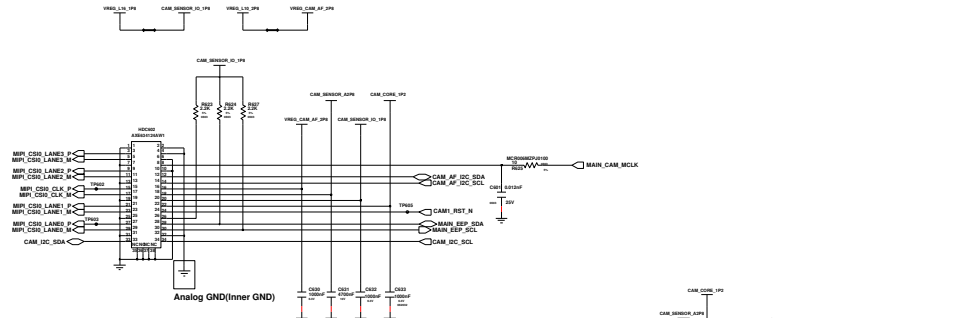 VREG_L16_1P8 CAM_SENSOR_IO_1P8 VREG_L10_2P8 VREG_CAM_AF_2P8
CAM_SENSOR_IO_1P8
R623 R624 R627
2.2K 2.2K 2.2K
CAM_SENSOR_A2P8 CAM_CORE_1P2
VREG_CAM_AF_2P8 CAM_SENSOR_IO_1P8
HDC602
AXE634124AW1
MIPI_CSI0_LANE3_P
MIPI_CSI0_LANE3_M
MIPI_CSI0_LANE2_P
MIPI_CSI0_LANE2_M
MIPI_CSI0_CLK_P TP602
MIPI_CSI0_CLK_M
MIPI_CSI0_LANE1_P
MIPI_CSI0_LANE1_M
MIPI_CSI0_LANE0_P TP603
MIPI_CSI0_LANE0_M
CAM_I2C_SDA
MCR006MZPJ0100
10
R625
MAIN_CAM_MCLK
CAM_AF_I2C_SDA
CAM_AF_I2C_SCL
C601 0.012nF
25V
TP605 CAM1_RST_N
MAIN_EEP_SDA
MAIN_EEP_SCL
CAM_I2C_SCL
Analog GND(Inner GND)
C630 C631 C632 C633
1000nF 4700nF 1000nF 1000nF
CAM_CORE_1P2
CAM_SENSOR_A2P8